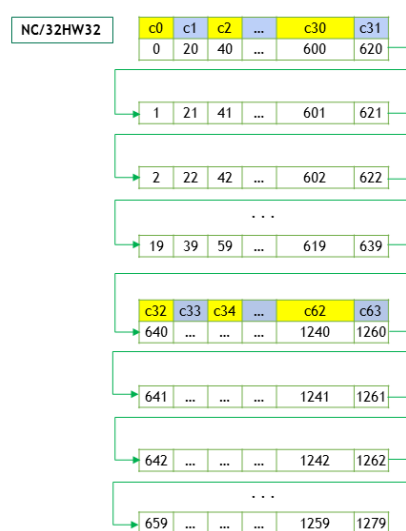 NC/32HW32
c0 c1 c2 ... c30 c31
0 20 40 ... 600 620
1 21 41 ... 601 621
2 22 42 ... 602 622
. . .
19 39 59 ... 619 639
c32 c33 c34 ... c62 c63
640 ... ... ... 1240 1260
641 ... ... ... 1241 1261
642 ... ... ... 1242 1262
. . .
659 ... ... ... 1259 1279